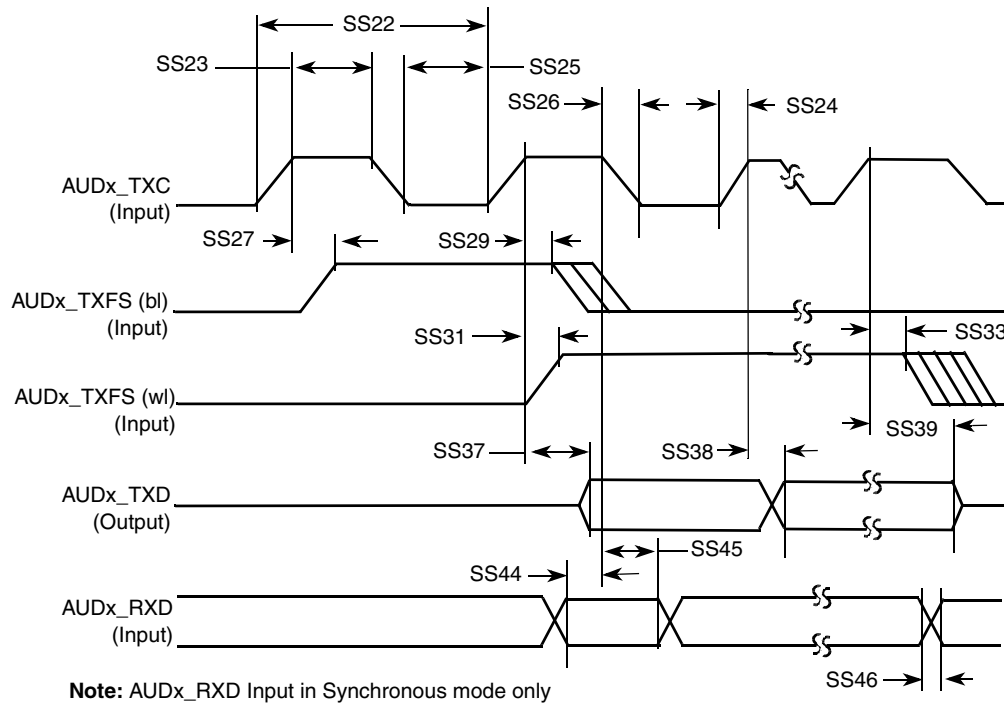 SS22
SS23
SS25
SS26
SS24
AUDx_TXC
(Input)
SS27
SS29
AUDx_TXFS (bl)
(Input)
SS31
SS33
AUDx_TXFS (wl)
(Input)
SS39
SS37
SS38
AUDx_TXD
(Output)
SS45
SS44
AUDx_RXD
(Input)
SS46
Note: AUDx_RXD Input in Synchronous mode only